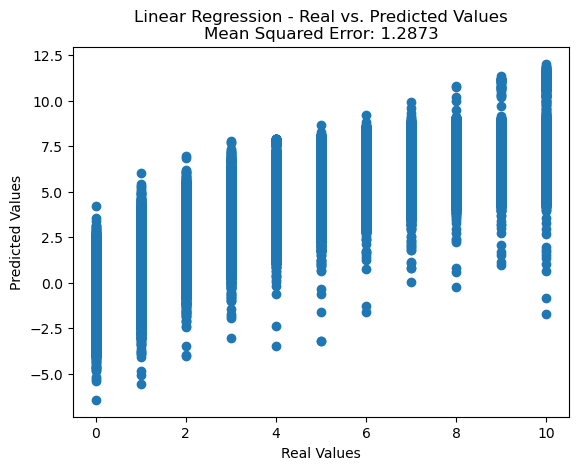 Linear Regression - Real vs. Predicted Values
Mean Squared Error: 1.2873
12.5
10.0
7.5
5.0
2.5
0.0
−2.5
−5.0
Predicted Values
0 2 4 6 8 10
Real Values